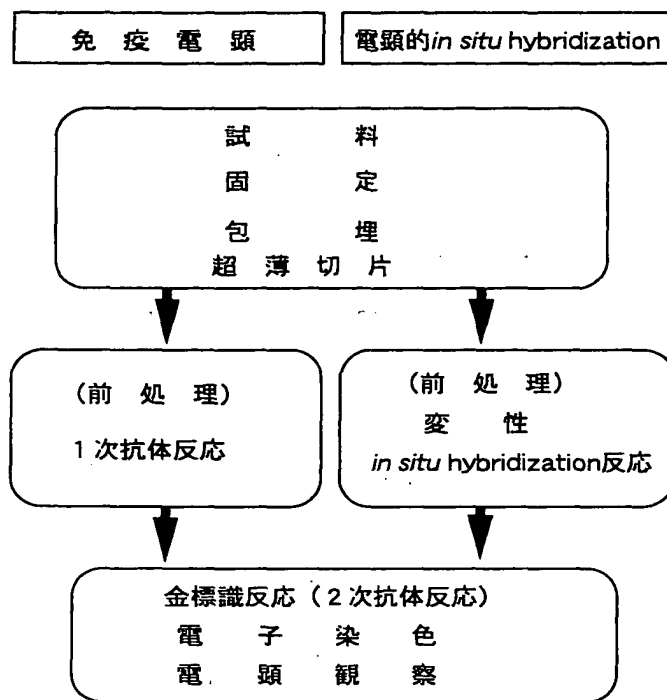 免疫電顕
電顕的in situ hybridization
試料
固定
包埋
超薄切片
(前処理)
1次抗体反応
(前処理)
変性
in situ hybridization反応
金標識反応(2次抗体反応)
電子染色
電顕観察